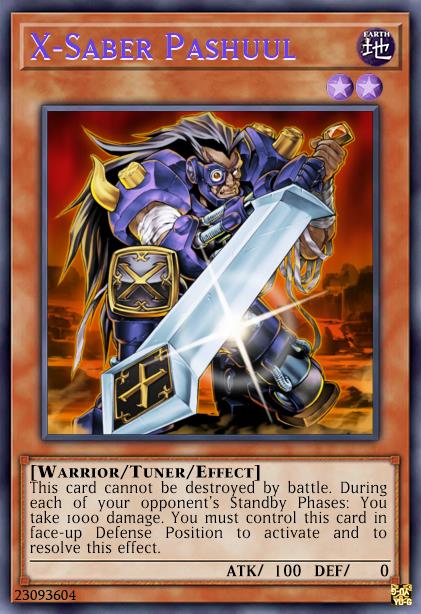 X-Saber Pashuul
EARTH
地
[Warrior/Tuner/Effect]
This card cannot be destroyed by battle. During
each of your opponent's Standby Phases: You
take 1000 damage. You must control this card in
face-up Defense Position to activate and to
resolve this effect.
ATK/ 100 DEF/ 0
23093604